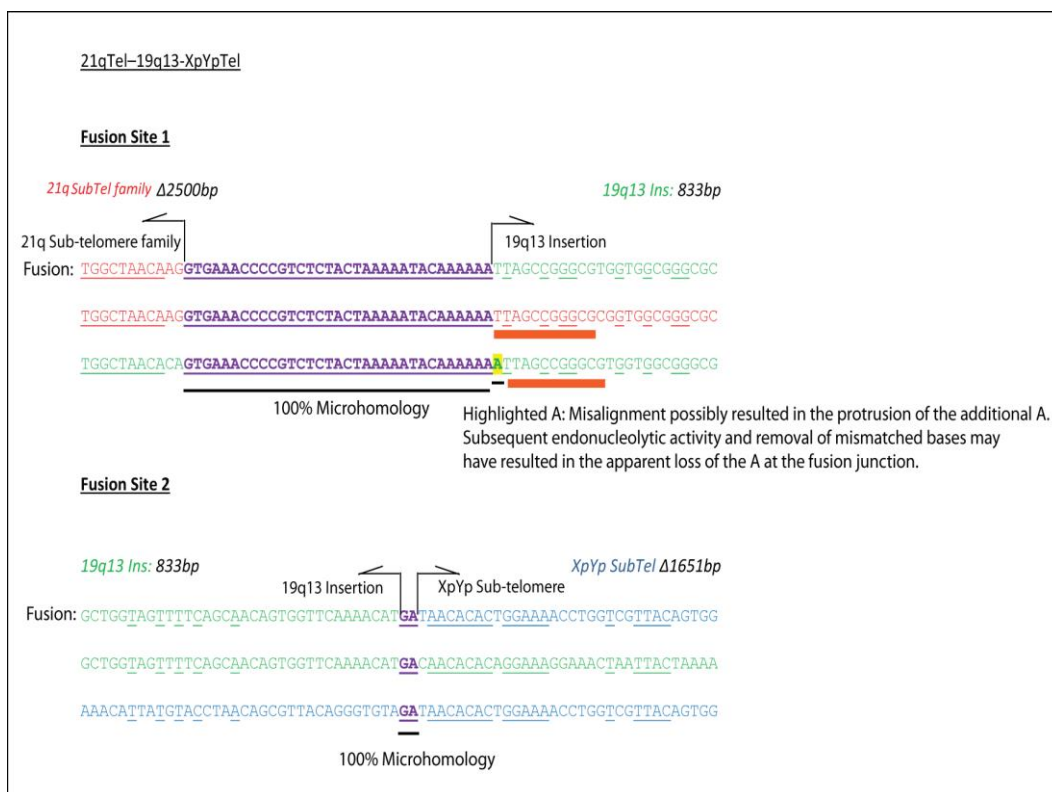 21qTel–19q13-XpYpTel
Fusion Site 1
21q SubTel family Δ2500bp
19q13 Ins: 833bp
21q Sub-telomere family
19q13 Insertion
Fusion: TGGCTAACAAGGTGAAACCCCGTCTCTACTAAAAATACAAAAAATTAGCCGGGCGTGGTGGCGGGCGC
TGGCTAACAAGGTGAAACCCCGTCTCTACTAAAAATACAAAAAATTAGCCGGGCGCGGTGGCGGGCGC
TGGCTAACACAGTGAAACCCCGTCTCTACTAAAAATACAAAAAAATTAGCCGGGCGTGGTGGCGGGCG
100% Microhomology
Highlighted A: Misalignment possibly resulted in the protrusion of the additional A.
Subsequent endonucleolytic activity and removal of mismatched bases may
have resulted in the apparent loss of the A at the fusion junction.
Fusion Site 2
19q13 Ins: 833bp
XpYp SubTel Δ1651bp
19q13 Insertion
XpYp Sub-telomere
Fusion: GCTGGTAGTTTTCAGCAACAGTGGTTCAAAACATGATAACACACTGGAAAACCTGGTCGTTACAGTGG
GCTGGTAGTTTTCAGCAACAGTGGTTCAAAACATGACAACACACAGGAAAGGAAACTAATTACTAAAA
AAACATTATGTACCTAACAGCGTTACAGGGTGTAGATAACACACTGGAAAACCTGGTCGTTACAGTGG
100% Microhomology